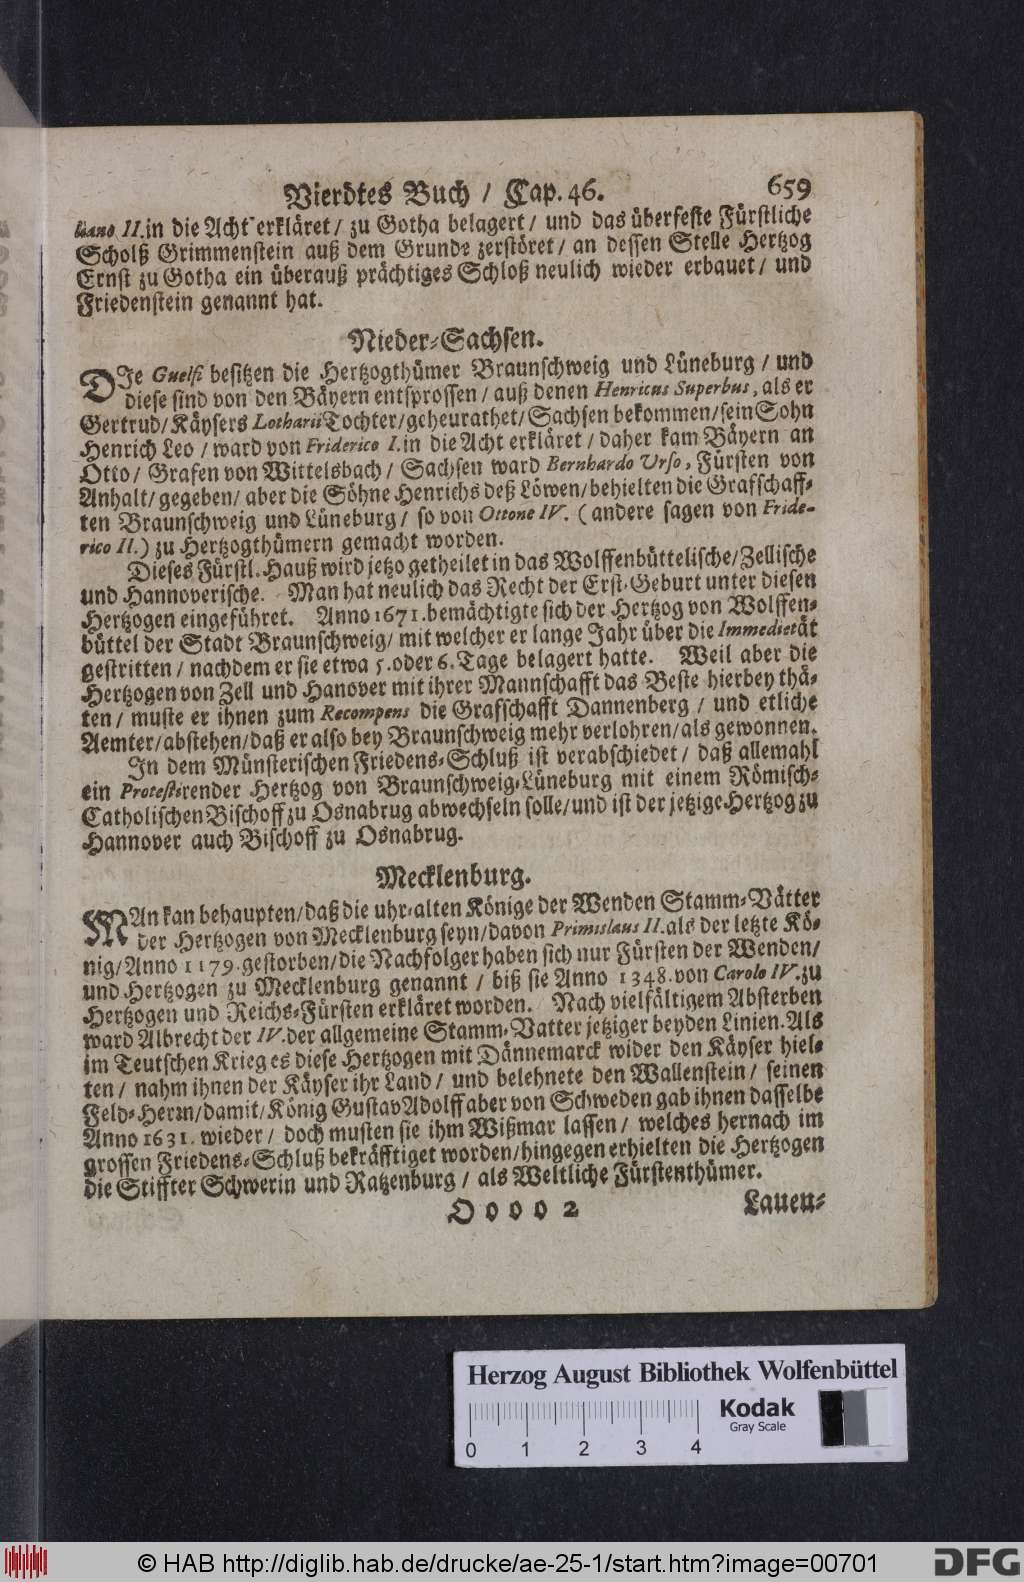 Vierdtes Buch / Cap. 46. 659
liano II. in die Acht erkläret / zu Gotha belagert / und das überfeste Fürstliche
Scholß Grimmenstein auß dem Grunde zerstöret / an dessen Stelle Hertzog
Ernst zu Gotha ein überauß prächtiges Schloß neulich wieder erbauet / und
Friedenstein genannt hat.
Nieder-Sachsen.
DIe Guelfi besitzen die Hertzogthümer Braunschweig und Lüneburg / und
diese sind von den Bäyern entsprossen / auß denen Henricus Superbus, als er
Gertrud / Käysers Lotharii Tochter / geheurathet / Sachsen bekommen / sein Sohn
Henrich Leo / ward von Friderico I. in die Acht erkläret / daher kam Bäyern an
Otto / Grafen von Wittelsbach / Sachsen ward Bernhardo Urso, Fürsten von
Anhalt / gegeben / aber die Söhne Henrichs deß Löwen / behielten die Grafschaff-
ten Braunschweig und Lüneburg / so von Ottone IV. (andere sagen von Fride-
rico II.) zu Hertzogthümern gemacht worden.
Dieses Fürstl. Hauß wird jetzo getheilet in das Wolffenbüttelische / Zellische
und Hannoverische. Man hat neulich das Recht der Erst-Geburt unter diesen
Hertzogen eingeführet. Anno 1671. bemächtigte sich der Hertzog von Wolffen-
büttel der Stadt Braunschweig / mit welcher er lange Jahr über die Immedietät
gestritten / nachdem er sie etwa 5. oder 6. Tage belagert hatte. Weil aber die
Hertzogen von Zell und Hanover mit ihrer Mannschafft das Beste hierbey thä-
ten / muste er ihnen zum Recompens die Grafschafft Dannenberg / und etliche
Aemter / abstehen / daß er also bey Braunschweig mehr verlohren / als gewonnen.
In dem Münsterischen Friedens-Schluß ist verabschiedet / daß allemahl
ein Protestirender Hertzog von Braunschweig-Lüneburg mit einem Römisch-
Catholischen Bischoff zu Osnabrug abwechseln solle / und ist der jetzige Hertzog zu
Hannover auch Bischoff zu Osnabrug.
Mecklenburg.
MAn kan behaupten / daß die uhr-alten Könige der Wenden Stamm-Vätter
der Hertzogen von Mecklenburg seyn / davon Primislaus II. als der letzte Kö-
nig / Anno 1179. gestorben / die Nachfolger haben sich nur Fürsten der Wenden /
und Hertzogen zu Mecklenburg genannt / biß sie Anno 1348. von Carolo IV. zu
Hertzogen und Reichs-Fürsten erkläret worden. Nach vielfältigem Absterben
ward Albrecht der IV. der allgemeine Stamm-Vatter jetziger beyden Linien. Als
im Teutschen Krieg es diese Hertzogen mit Dännemarck wider den Käyser hiel-
ten / nahm ihnen der Käyser ihr Land / und belehnete den Wallenstein / seinen
Feld-Herrn / damit / König Gustav Adolff aber von Schweden gab ihnen dasselbe
Anno 1631. wieder / doch musten sie ihm Wißmar lassen / welches hernach im
grossen Friedens-Schluß bekräfftiget worden / hingegen erhielten die Hertzogen
die Stiffter Schwerin und Ratzenburg / als Weltliche Fürstenthümer.
O o o o 2 Lauen-
Herzog August Bibliothek Wolfenbüttel
Kodak
Gray Scale
0 1 2 3 4
© HAB http://diglib.hab.de/drucke/ae-25-1/start.htm?image=00701
DFG